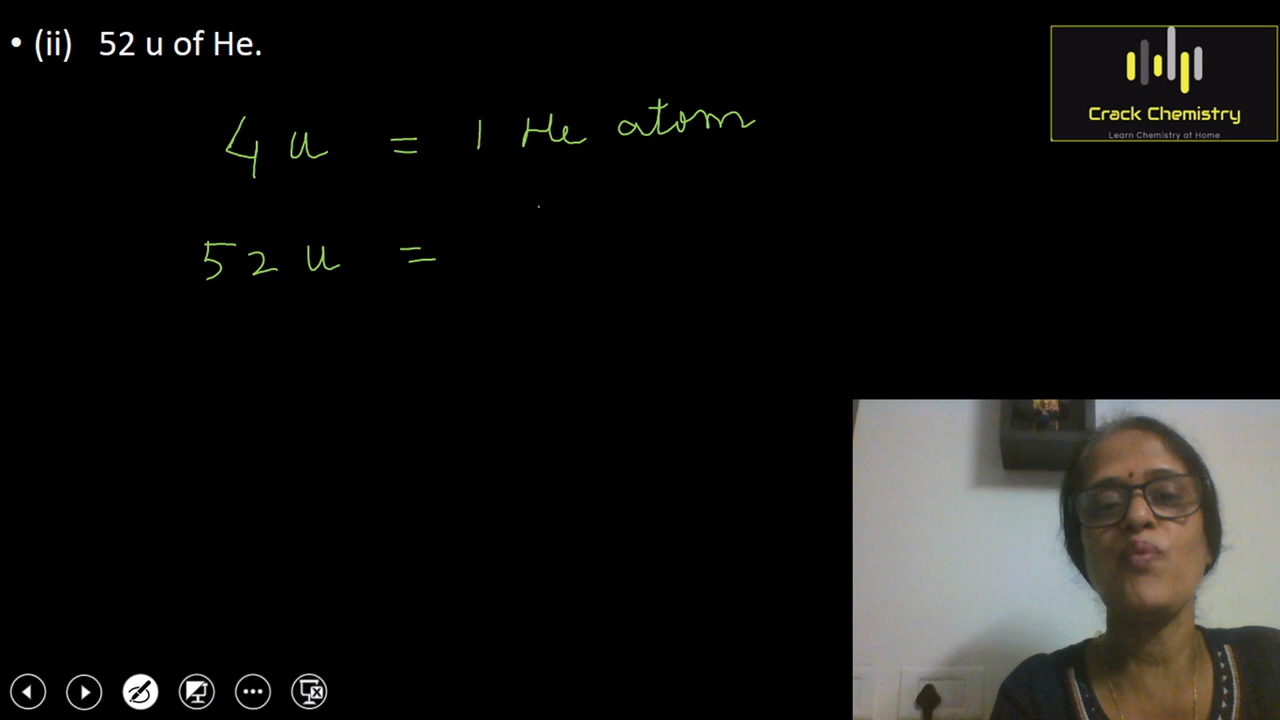 • (ii) 52 u of He.
Crack Chemistry
Learn Chemistry at Home
4 u = 1 He atom
52 u =